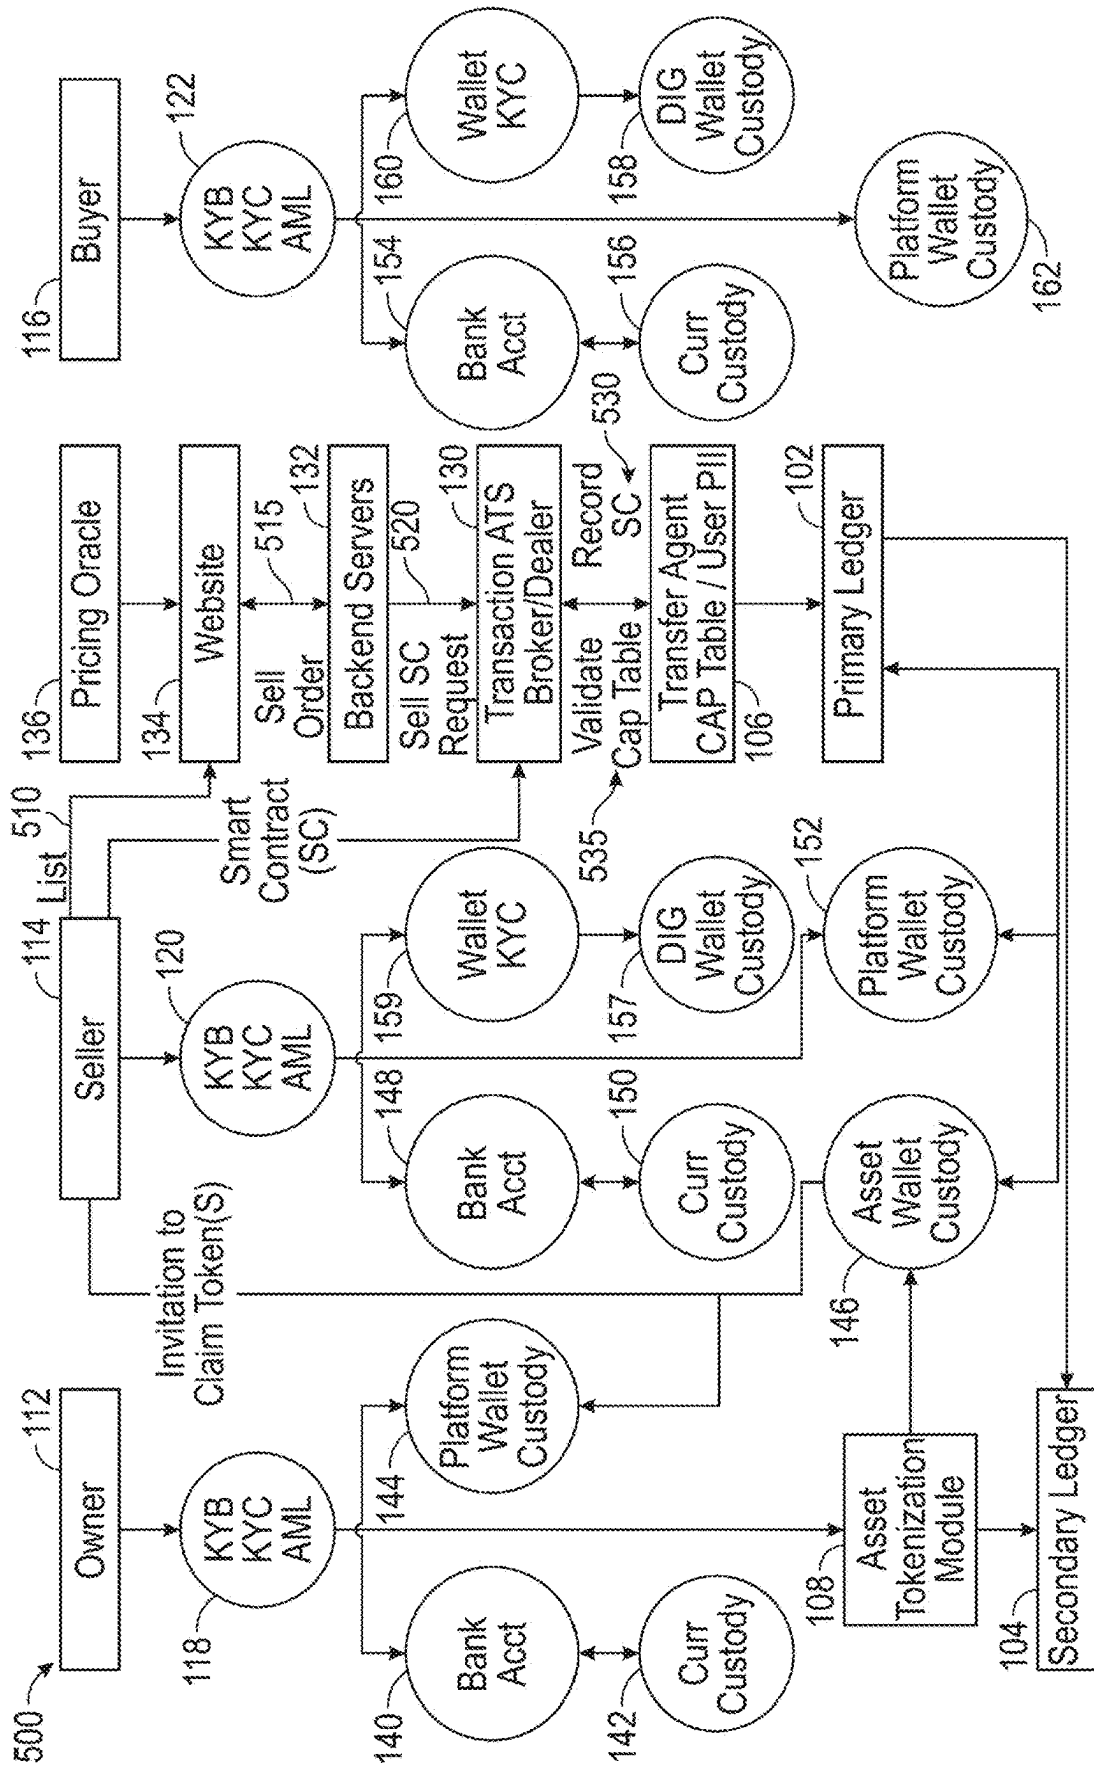 500
Owner
112
118
KYB
KYC
AML
140
Bank
Acct
142
Curr
Custody
144
Platform
Wallet
Custody
108
Asset
Tokenization
Module
104
Secondary Ledger
Invitation to
Claim Token(S)
Seller
114
120
KYB
KYC
AML
148
Bank
Acct
150
Curr
Custody
159
Wallet
KYC
157
DIG
Wallet
Custody
146
Asset
Wallet
Custody
152
Platform
Wallet
Custody
List
510
Smart
Contract
(SC)
136
Pricing Oracle
134
Website
Sell
Order
515
132
Backend Servers
Sell SC
Request
520
130
Transaction ATS
Broker/Dealer
Validate
Cap Table
535
Record
SC
530
106
Transfer Agent
CAP Table / User PII
102
Primary Ledger
116
Buyer
122
KYB
KYC
AML
154
Bank
Acct
156
Curr
Custody
160
Wallet
KYC
158
DIG
Wallet
Custody
Platform
Wallet
Custody
162